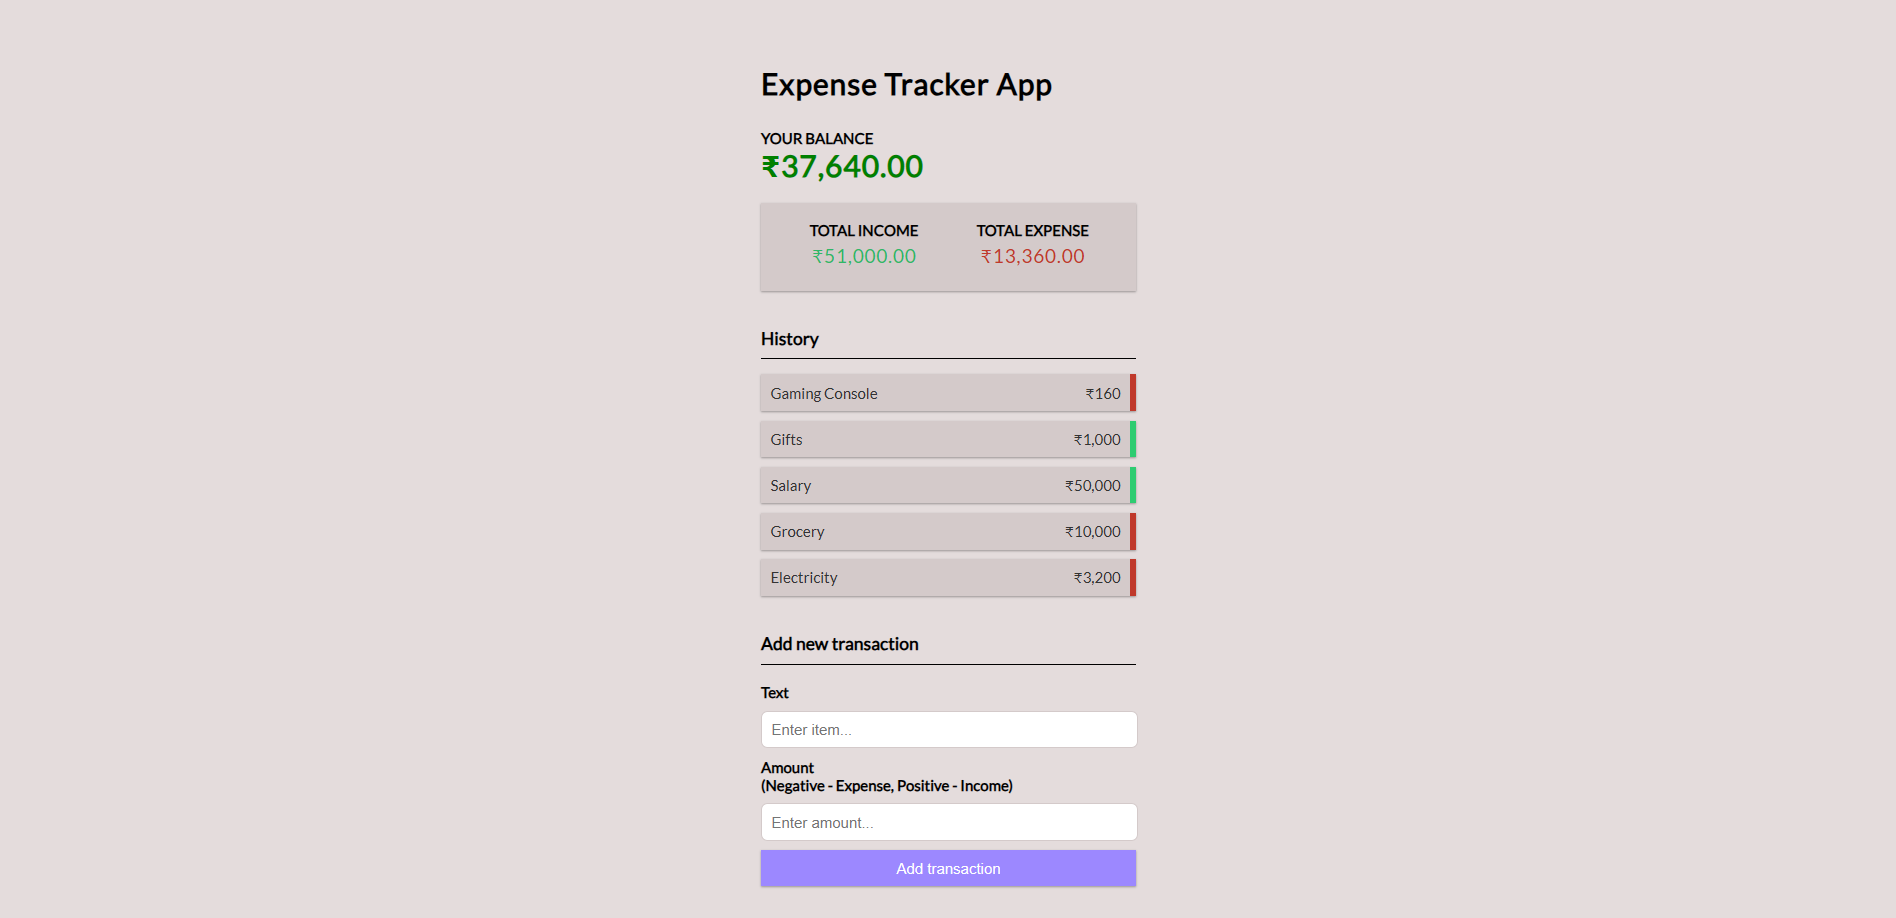 Expense Tracker App
YOUR BALANCE
₹37,640.00
TOTAL INCOME TOTAL EXPENSE
₹51,000.00 ₹13,360.00
History
Gaming Console ₹160
Gifts ₹1,000
Salary ₹50,000
Grocery ₹10,000
Electricity ₹3,200
Add new transaction
Text
Enter item...
Amount
(Negative - Expense, Positive - Income)
Enter amount...
Add transaction